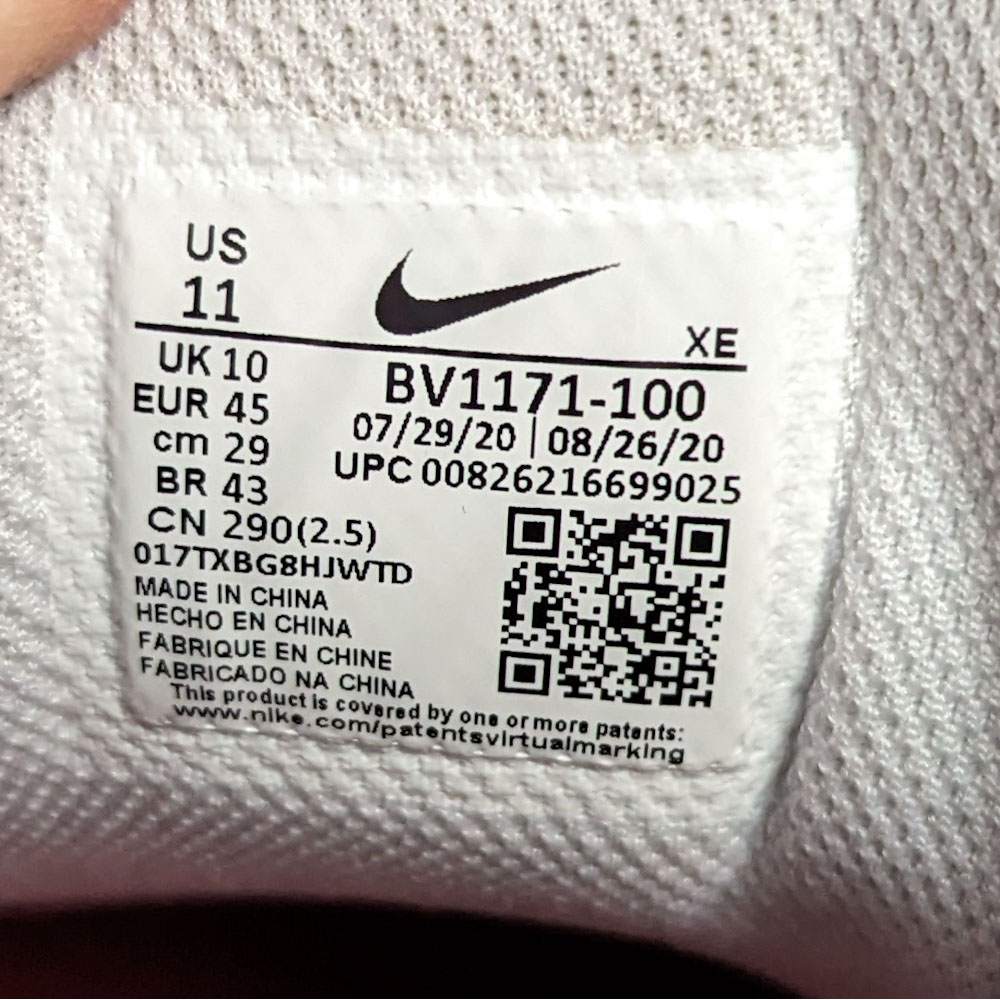 US
11
XE
UK 10
EUR 45
cm 29
BR 43
CN 290(2.5)
BV1171-100
07/29/20 | 08/26/20
UPC 00826216699025
017TXBG8HJWTD
MADE IN CHINA
HECHO EN CHINA
FABRIQUE EN CHINE
FABRICADO NA CHINA
This product is covered by one or more patents:
www.nike.com/patentsvirtualmarking